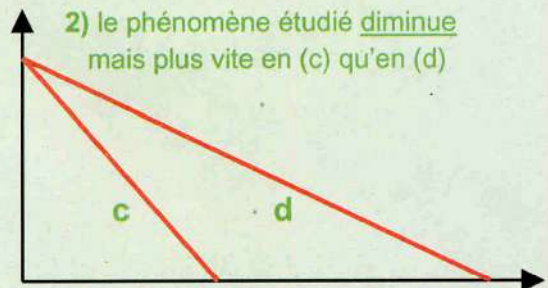 2) le phénomène étudié diminue
mais plus vite en (c) qu'en (d)
c
d